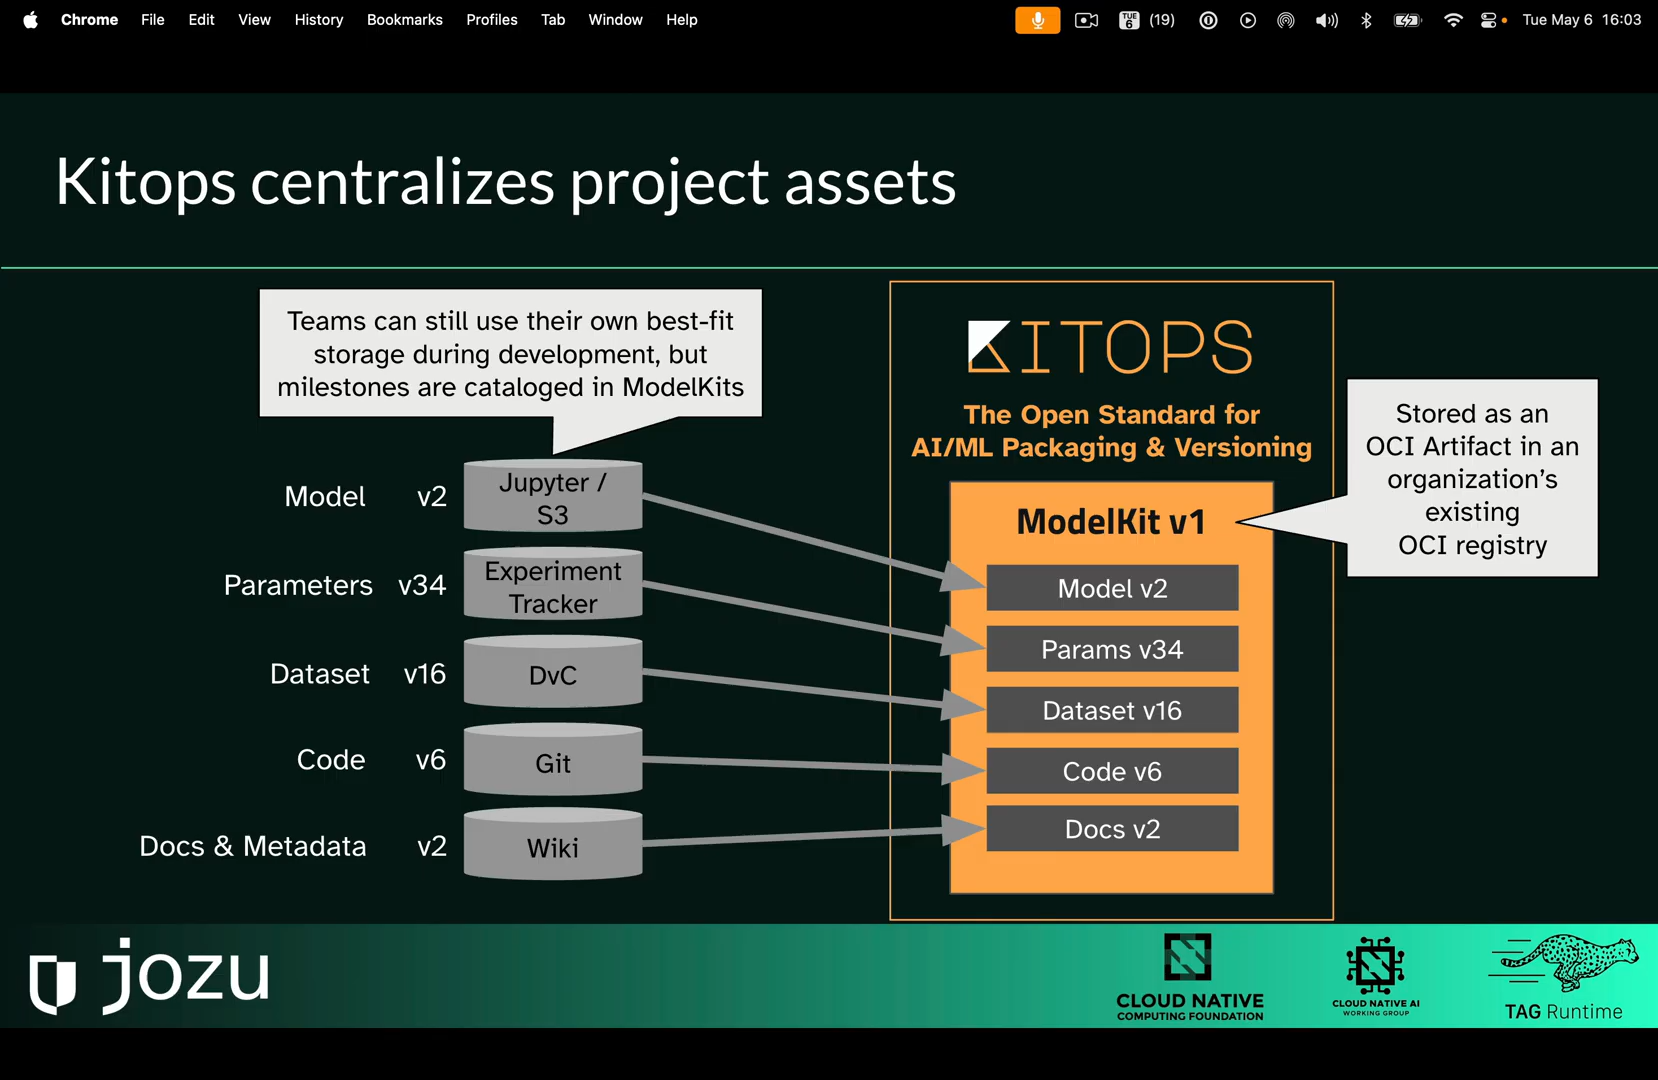 Chrome File Edit View History Bookmarks Profiles Tab Window Help TUE 6 (19) Tue May 6 16:03
Kitops centralizes project assets
Teams can still use their own best-fit
storage during development, but
milestones are cataloged in ModelKits
KITOPS
The Open Standard for
AI/ML Packaging & Versioning
Stored as an
OCI Artifact in an
organization's
existing
OCI registry
Model v2
Jupyter /
S3
Parameters v34
Experiment
Tracker
Dataset v16
DvC
Code v6
Git
Docs & Metadata v2
Wiki
ModelKit v1
Model v2
Params v34
Dataset v16
Code v6
Docs v2
jozu
CLOUD NATIVE
COMPUTING FOUNDATION
CLOUD NATIVE AI
WORKING GROUP
TAG Runtime